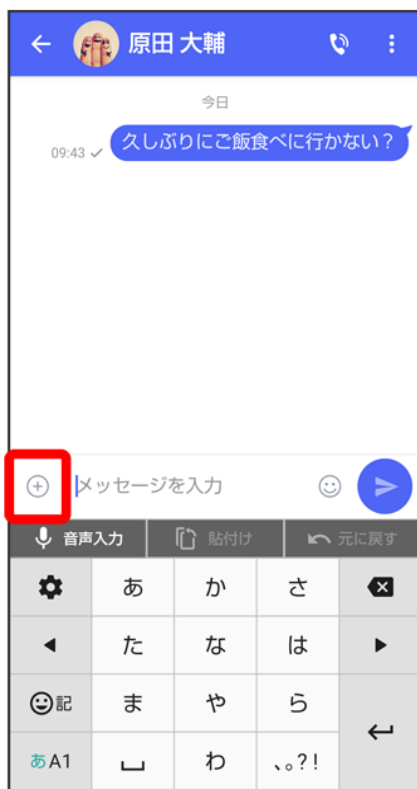 原田 大輔
今日
久しぶりにご飯食べに行かない？
09:43
メッセージを入力
音声入力 貼付け 元に戻す
あ か さ
た な は
記 ま や ら
あA1 わ 、。?!